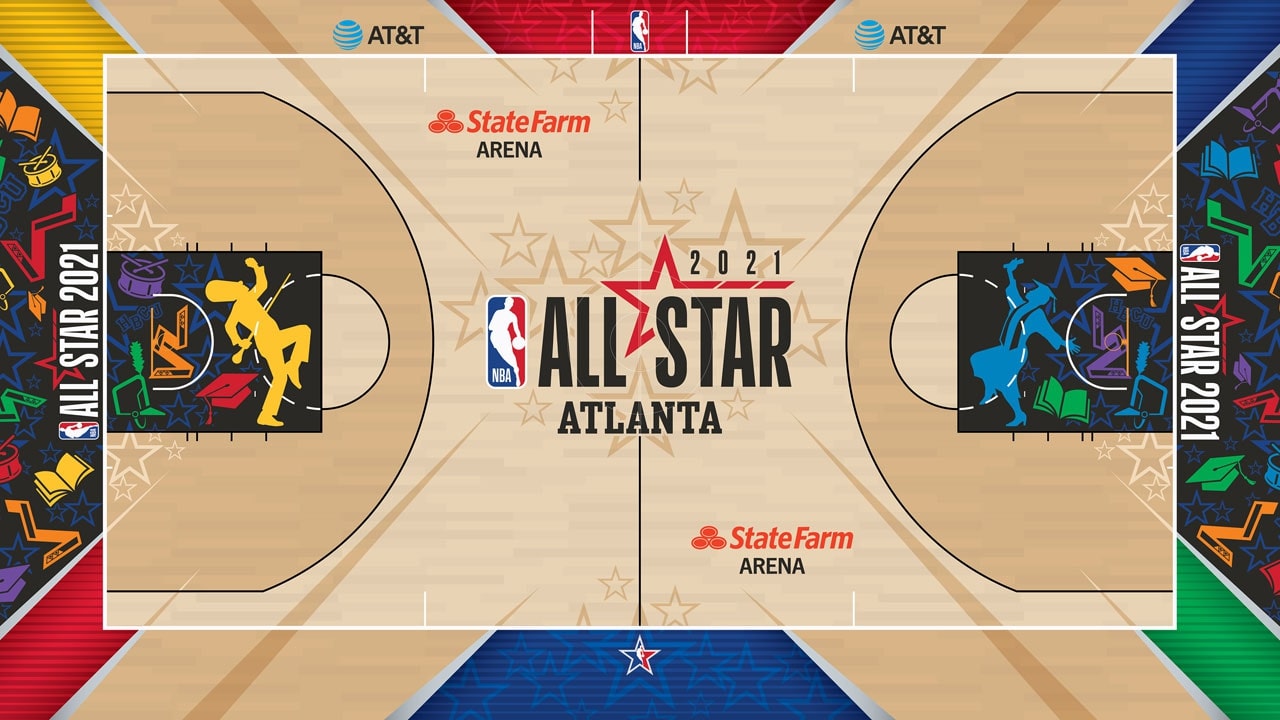 AT&T
AT&T
NBA
StateFarm
ARENA
2021
ALL STAR
NBA
ATLANTA
StateFarm
ARENA
NBA ALL STAR 2021
NBA ALL STAR 2021
HBCU
HBCU